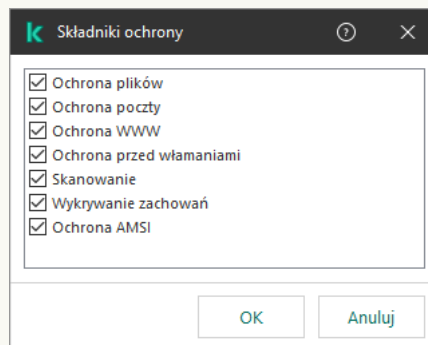 Składniki ochrony
Ochrona plików
Ochrona poczty
Ochrona WWW
Ochrona przed włamaniami
Skanowanie
Wykrywanie zachowań
Ochrona AMSI
OK
Anuluj